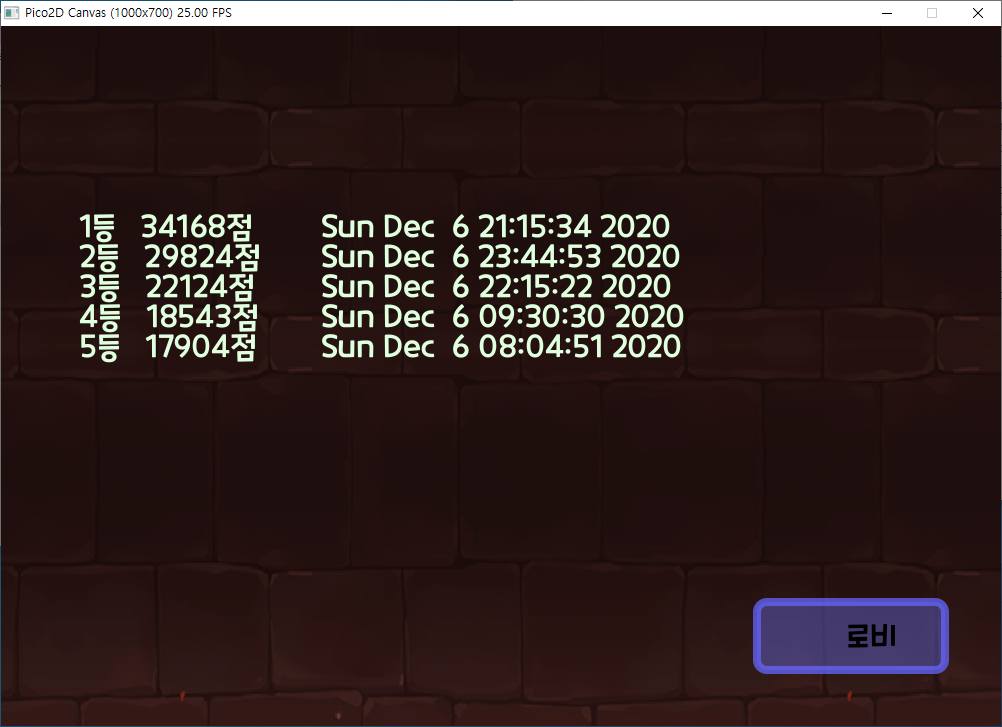 Pico2D Canvas (1000x700) 25.00 FPS
1등 34168점 Sun Dec 6 21:15:34 2020
2등 29824점 Sun Dec 6 23:44:53 2020
3등 22124점 Sun Dec 6 22:15:22 2020
4등 18543점 Sun Dec 6 09:30:30 2020
5등 17904점 Sun Dec 6 08:04:51 2020
로비